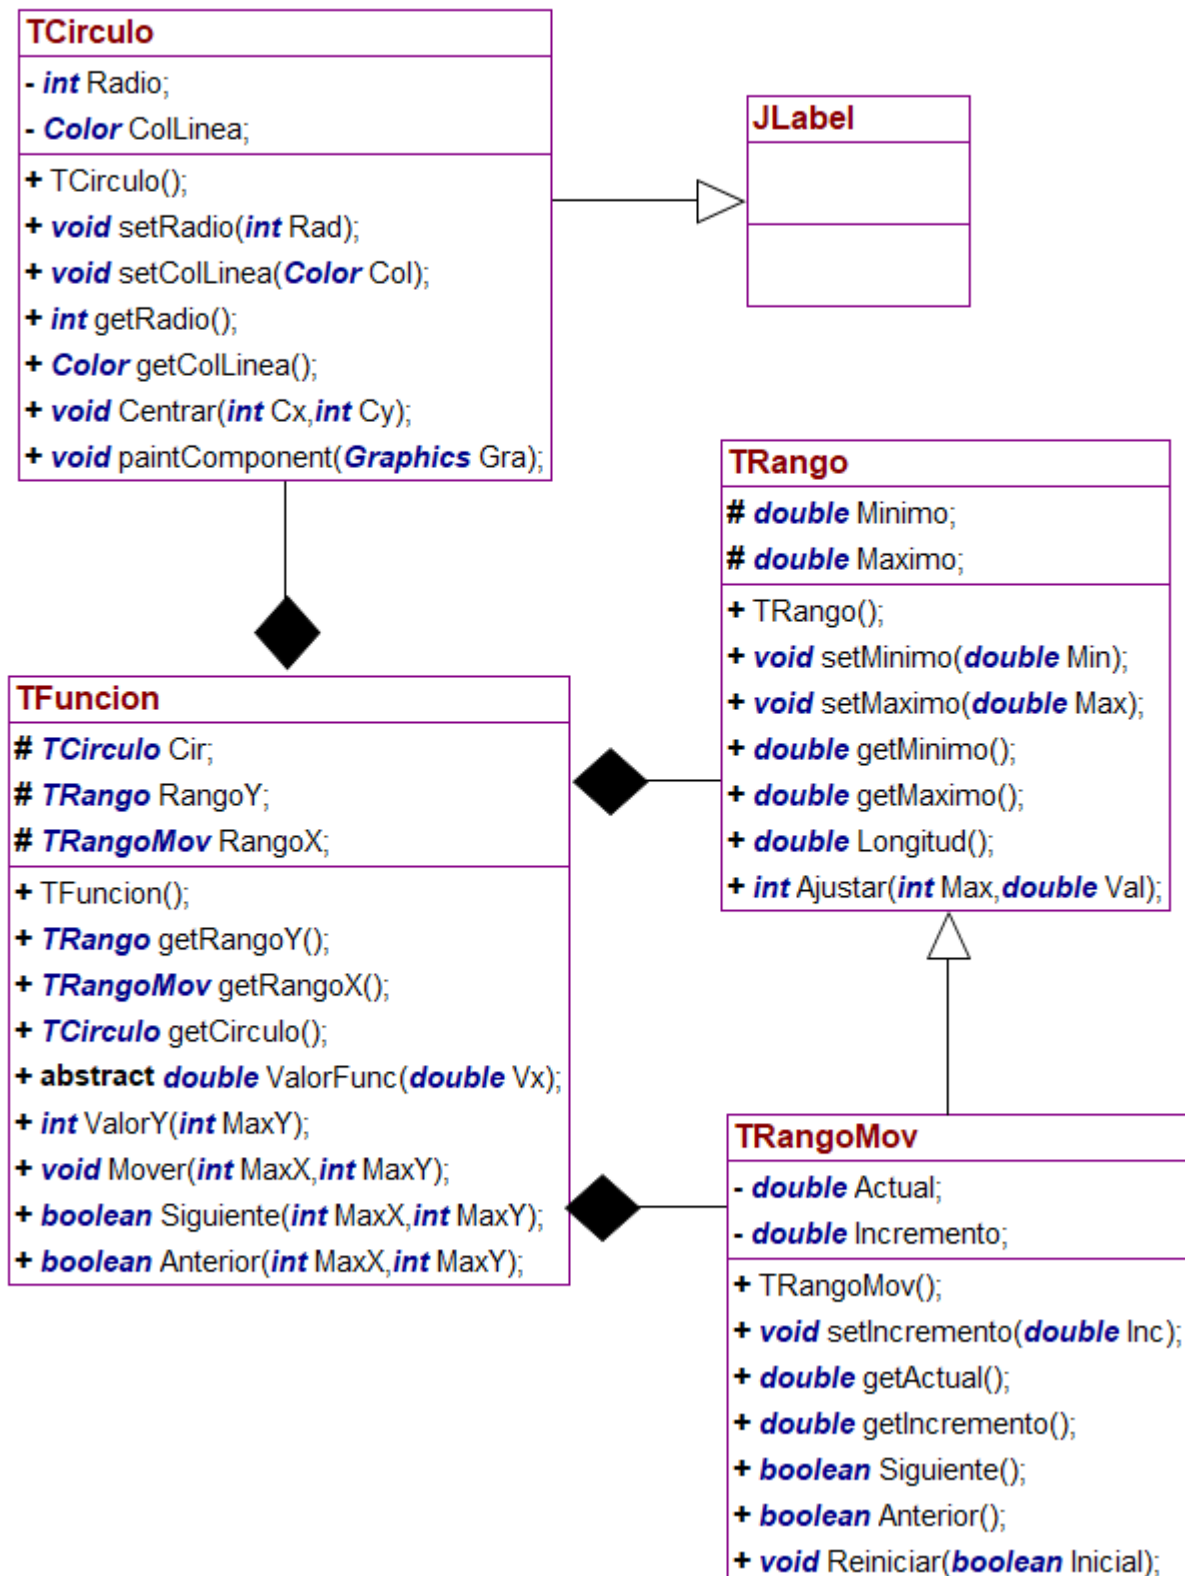 TCirculo
- int Radio;
- Color ColLinea;
+ TCirculo();
+ void setRadio(int Rad);
+ void setColLinea(Color Col);
+ int getRadio();
+ Color getColLinea();
+ void Centrar(int Cx,int Cy);
+ void paintComponent(Graphics Gra);
JLabel
TRango
# double Minimo;
# double Maximo;
+ TRango();
+ void setMinimo(double Min);
+ void setMaximo(double Max);
+ double getMinimo();
+ double getMaximo();
+ double Longitud();
+ int Ajustar(int Max,double Val);
TFuncion
# TCirculo Cir;
# TRango RangoY;
# TRangoMov RangoX;
+ TFuncion();
+ TRango getRangoY();
+ TRangoMov getRangoX();
+ TCirculo getCirculo();
+ abstract double ValorFunc(double Vx);
+ int ValorY(int MaxY);
+ void Mover(int MaxX,int MaxY);
+ boolean Siguiente(int MaxX,int MaxY);
+ boolean Anterior(int MaxX,int MaxY);
TRangoMov
- double Actual;
- double Incremento;
+ TRangoMov();
+ void setIncremento(double Inc);
+ double getActual();
+ double getIncremento();
+ boolean Siguiente();
+ boolean Anterior();
+ void Reiniciar(boolean Inicial);